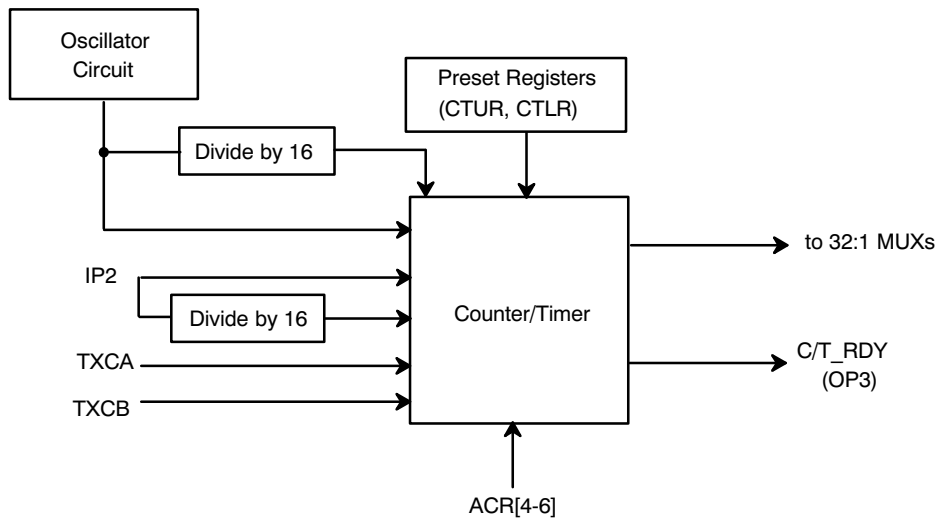 Oscillator
Circuit
Preset Registers
(CTUR, CTLR)
Divide by 16
to 32:1 MUXs
IP2
Divide by 16
Counter/Timer
TXCA
C/T_RDY
(OP3)
TXCB
ACR[4-6]